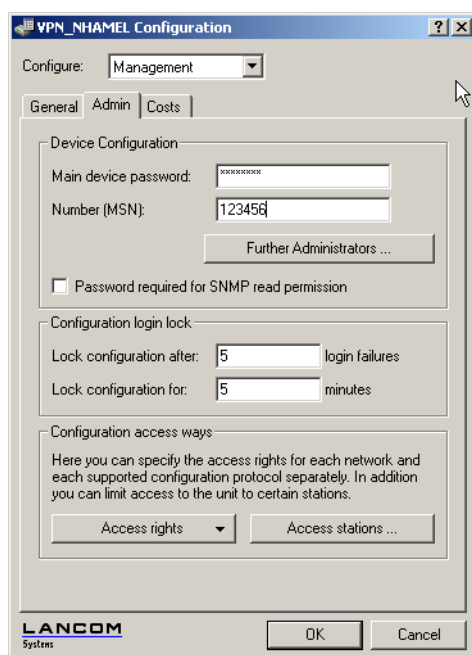 VPN_NHAMEL Configuration
Configure: Management
General Admin Costs
Device Configuration
Main device password: ********
Number (MSN): 123456
Further Administrators ...
Password required for SNMP read permission
Configuration login lock
Lock configuration after: 5 login failures
Lock configuration for: 5 minutes
Configuration access ways
Here you can specify the access rights for each network and
each supported configuration protocol separately. In addition
you can limit access to the unit to certain stations.
Access rights Access stations ...
LANCOM
Systems
OK Cancel